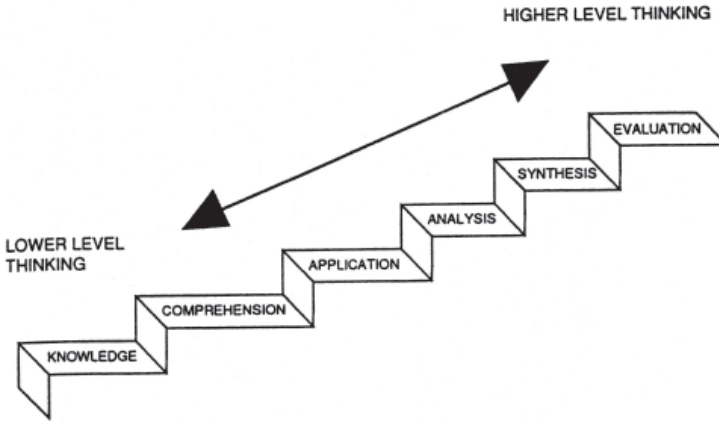 HIGHER LEVEL THINKING
EVALUATION
SYNTHESIS
ANALYSIS
LOWER LEVEL
THINKING
APPLICATION
COMPREHENSION
KNOWLEDGE